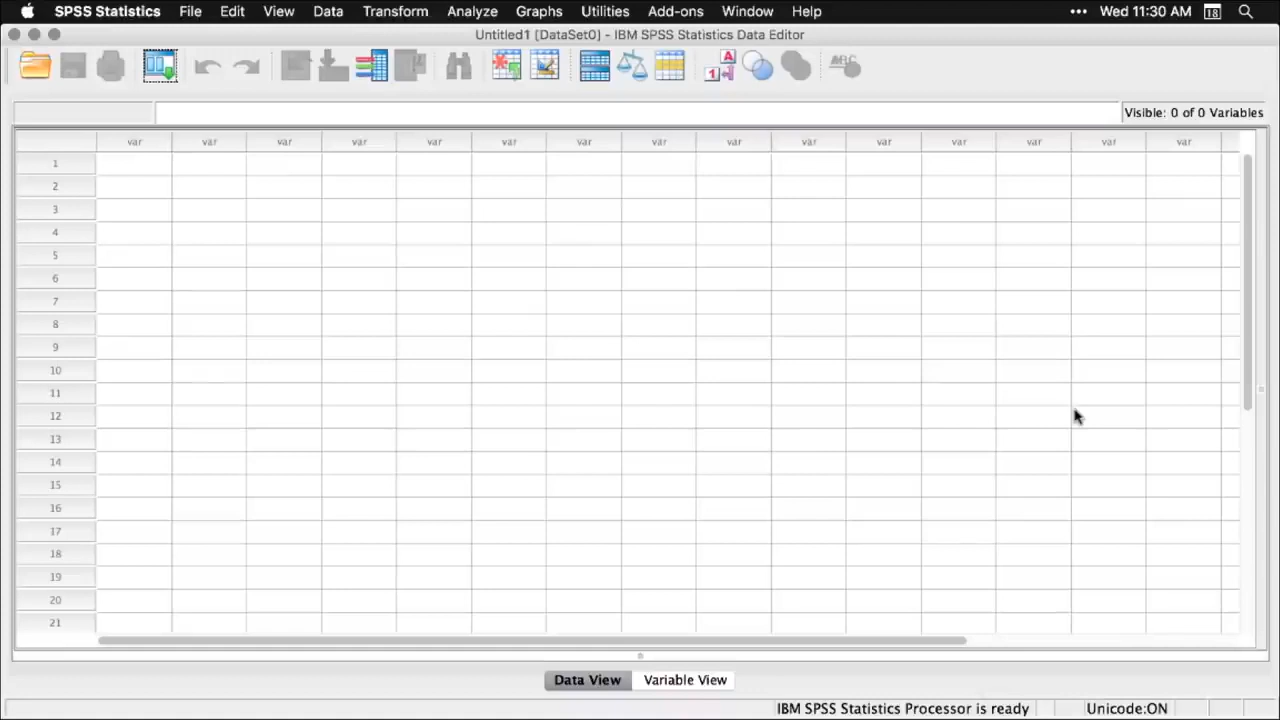 SPSS Statistics File Edit View Data Transform Analyze Graphs Utilities Add-ons Window Help ••• Wed 11:30 AM 18
Untitled1 [DataSet0] - IBM SPSS Statistics Data Editor
A
1
ABC
Visible: 0 of 0 Variables
var var var var var var var var var var var var var var var
1
2
3
4
5
6
7
8
9
10
11
12
13
14
15
16
17
18
19
20
21
Data View Variable View
IBM SPSS Statistics Processor is ready Unicode:ON